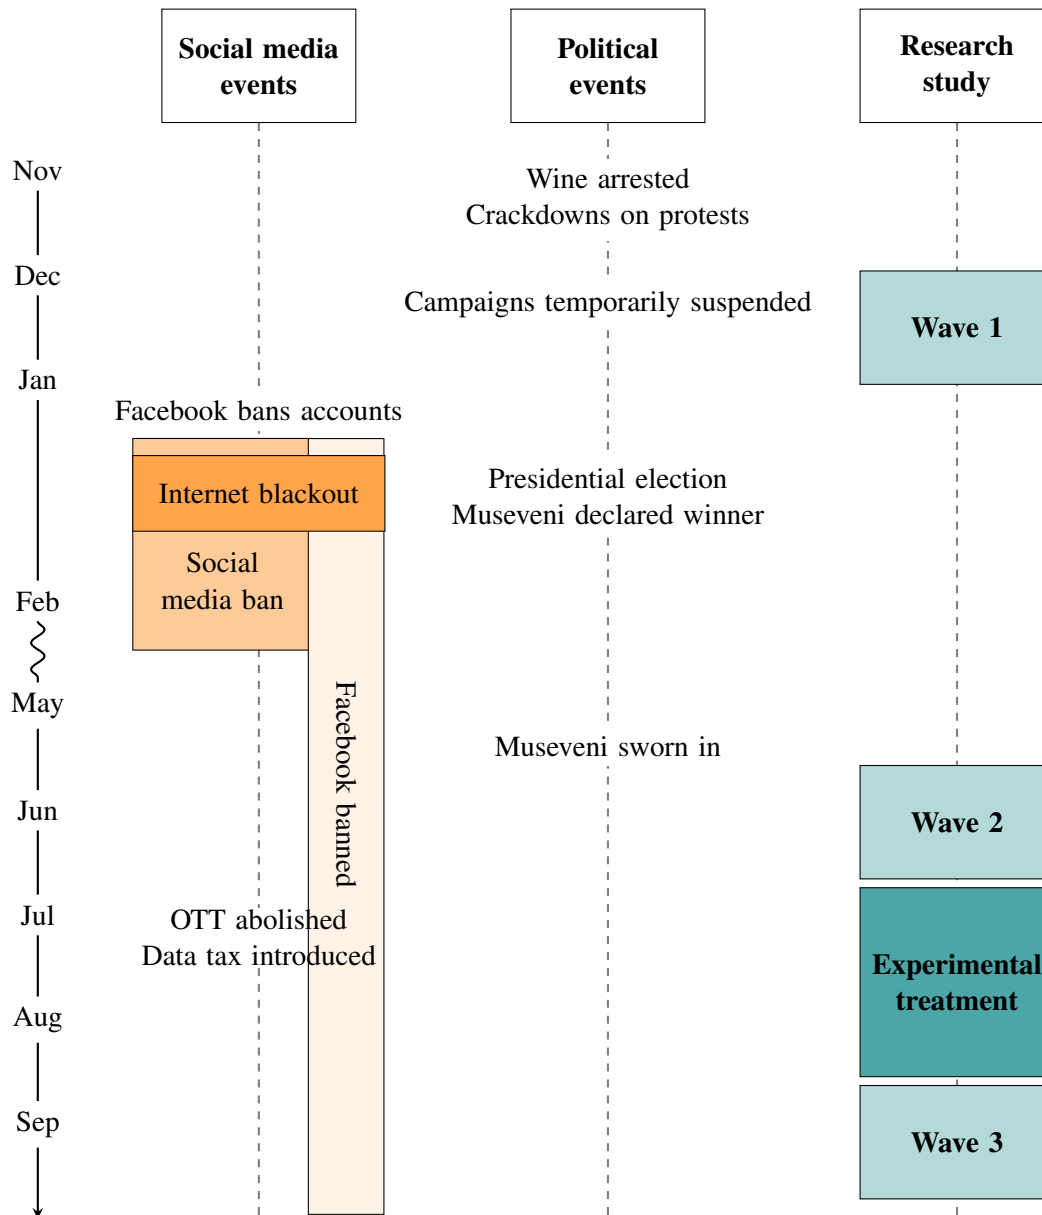 Social media
events
Political
events
Research
study
Nov
Wine arrested
Crackdowns on protests
Dec
Campaigns temporarily suspended
Wave 1
Jan
Facebook bans accounts
Internet blackout
Presidential election
Museveni declared winner
Social
media ban
Feb
May
Facebook banned
Museveni sworn in
Jun
Wave 2
Jul
OTT abolished
Data tax introduced
Experimental
treatment
Aug
Sep
Wave 3